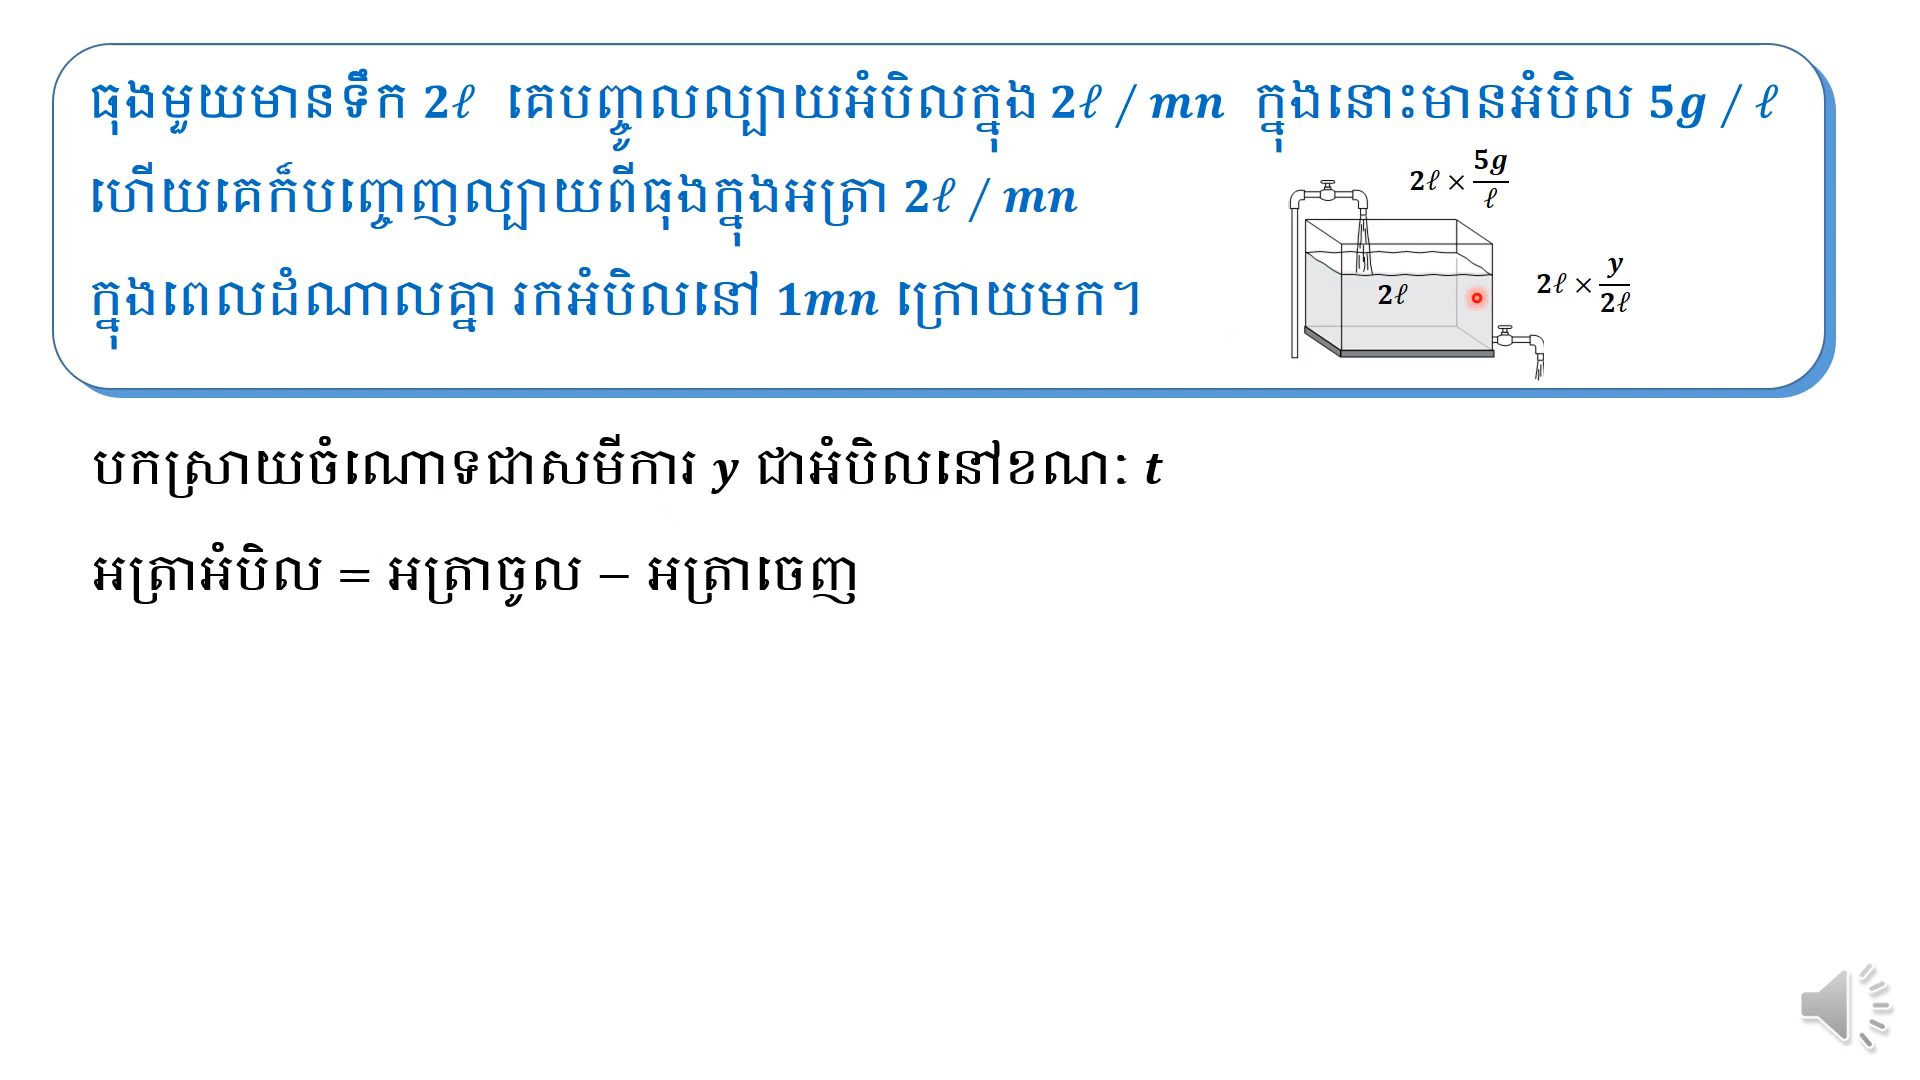 ធុងមួយមានទឹក 2ℓ គេបញ្ចូលល្បាយអំបិលក្នុង 2ℓ / mn ក្នុងនោះមានអំបិល 5g / ℓ
ហើយគេក៏បញ្ចេញល្បាយពីធុងក្នុងអត្រា 2ℓ / mn
ក្នុងពេលដំណាលគ្នា រកអំបិលនៅ 1mn ក្រោយមក។
2ℓ × 5g/ℓ
2ℓ × y/2ℓ
2ℓ
បកស្រាយចំណោទជាសមីការ y ជាអំបិលនៅខណៈ t
អត្រាអំបិល = អត្រាចូល − អត្រាចេញ